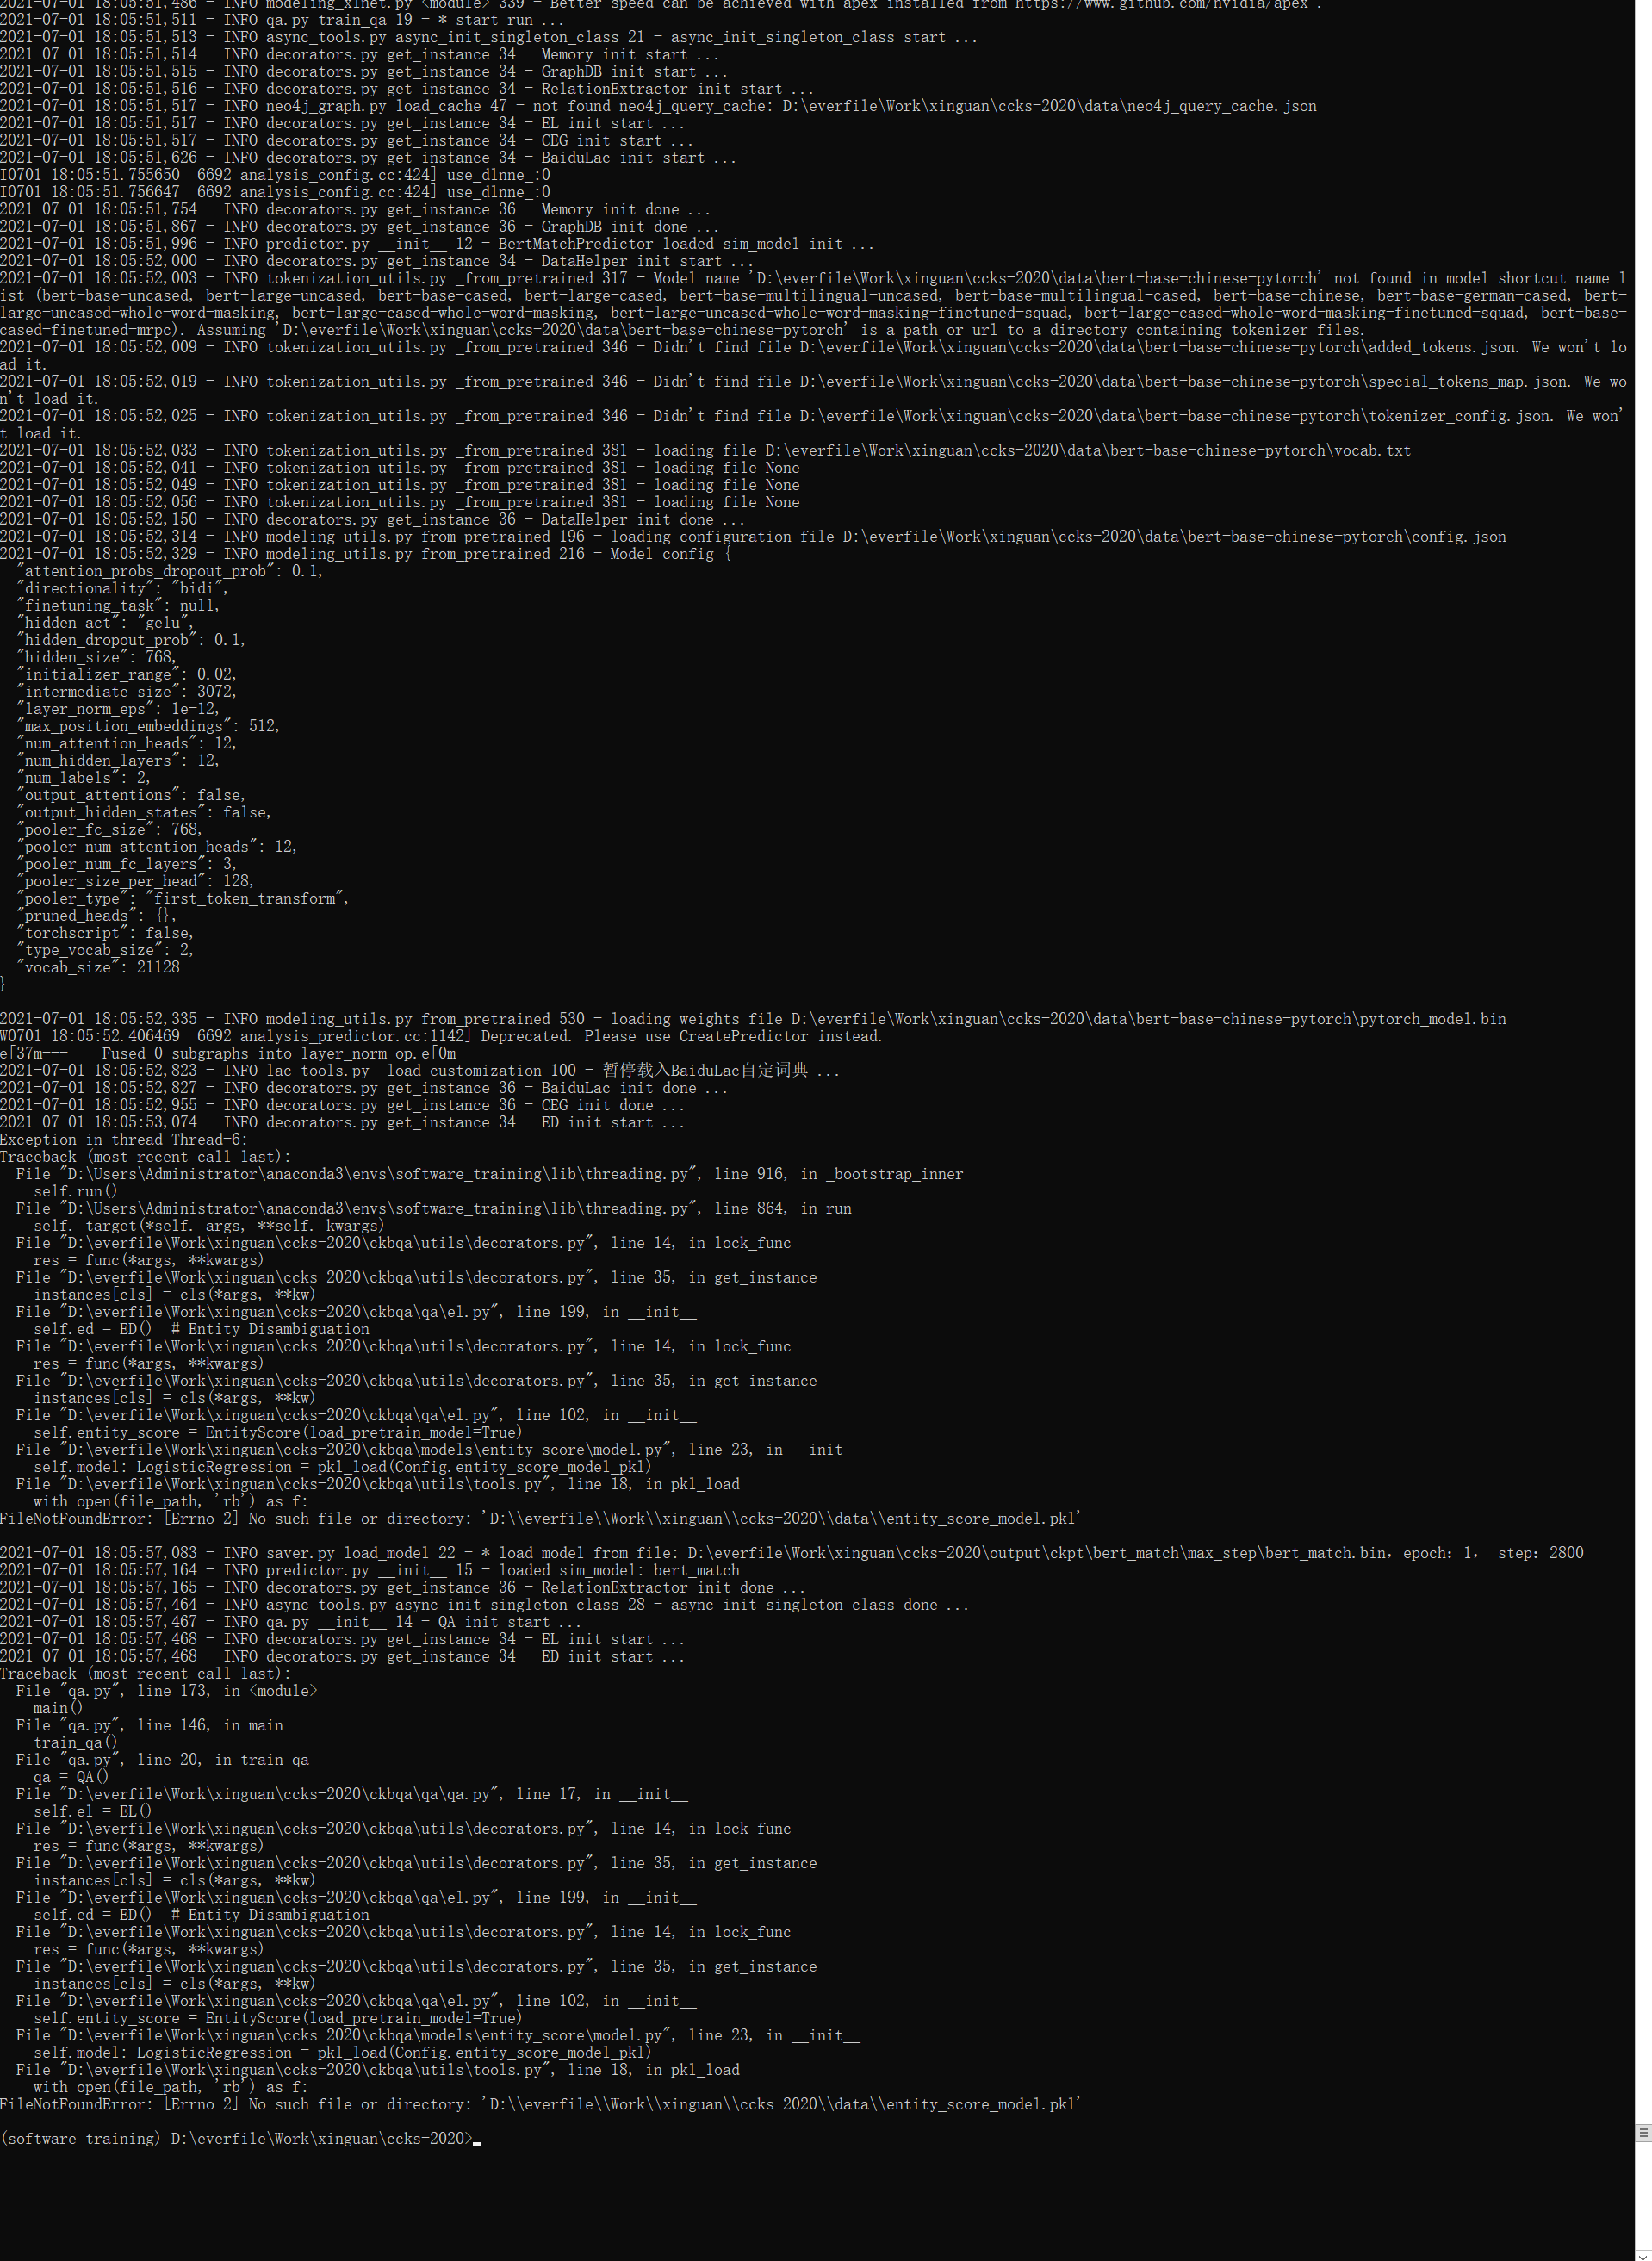 2021-07-01 18:05:51,486 - INFO modeling_xlnet.py <module> 339 - Better speed can be achieved with apex installed from https://www.github.com/nvidia/apex .
2021-07-01 18:05:51,511 - INFO qa.py train_qa 19 - * start run ...
2021-07-01 18:05:51,513 - INFO async_tools.py async_init_singleton_class 21 - async_init_singleton_class start ...
2021-07-01 18:05:51,514 - INFO decorators.py get_instance 34 - Memory init start ...
2021-07-01 18:05:51,515 - INFO decorators.py get_instance 34 - GraphDB init start ...
2021-07-01 18:05:51,516 - INFO decorators.py get_instance 34 - RelationExtractor init start ...
2021-07-01 18:05:51,517 - INFO neo4j_graph.py load_cache 47 - not found neo4j_query_cache: D:\everfile\Work\xinguan\ccks-2020\data\neo4j_query_cache.json
2021-07-01 18:05:51,517 - INFO decorators.py get_instance 34 - EL init start ...
2021-07-01 18:05:51,517 - INFO decorators.py get_instance 34 - CEG init start ...
2021-07-01 18:05:51,626 - INFO decorators.py get_instance 34 - BaiduLac init start ...
I0701 18:05:51.755650  6692 analysis_config.cc:424] use_dlnne_:0
I0701 18:05:51.756647  6692 analysis_config.cc:424] use_dlnne_:0
2021-07-01 18:05:51,754 - INFO decorators.py get_instance 36 - Memory init done ...
2021-07-01 18:05:51,867 - INFO decorators.py get_instance 36 - GraphDB init done ...
2021-07-01 18:05:51,996 - INFO predictor.py __init__ 12 - BertMatchPredictor loaded sim_model init ...
2021-07-01 18:05:52,000 - INFO decorators.py get_instance 34 - DataHelper init start ...
2021-07-01 18:05:52,003 - INFO tokenization_utils.py _from_pretrained 317 - Model name 'D:\everfile\Work\xinguan\ccks-2020\data\bert-base-chinese-pytorch' not found in model shortcut name l
ist (bert-base-uncased, bert-large-uncased, bert-base-cased, bert-large-cased, bert-base-multilingual-uncased, bert-base-multilingual-cased, bert-base-chinese, bert-base-german-cased, bert-
large-uncased-whole-word-masking, bert-large-cased-whole-word-masking, bert-large-uncased-whole-word-masking-finetuned-squad, bert-large-cased-whole-word-masking-finetuned-squad, bert-base-
cased-finetuned-mrpc). Assuming 'D:\everfile\Work\xinguan\ccks-2020\data\bert-base-chinese-pytorch' is a path or url to a directory containing tokenizer files.
2021-07-01 18:05:52,009 - INFO tokenization_utils.py _from_pretrained 346 - Didn't find file D:\everfile\Work\xinguan\ccks-2020\data\bert-base-chinese-pytorch\added_tokens.json. We won't lo
ad it.
2021-07-01 18:05:52,019 - INFO tokenization_utils.py _from_pretrained 346 - Didn't find file D:\everfile\Work\xinguan\ccks-2020\data\bert-base-chinese-pytorch\special_tokens_map.json. We wo
n't load it.
2021-07-01 18:05:52,025 - INFO tokenization_utils.py _from_pretrained 346 - Didn't find file D:\everfile\Work\xinguan\ccks-2020\data\bert-base-chinese-pytorch\tokenizer_config.json. We won'
t load it.
2021-07-01 18:05:52,033 - INFO tokenization_utils.py _from_pretrained 381 - loading file D:\everfile\Work\xinguan\ccks-2020\data\bert-base-chinese-pytorch\vocab.txt
2021-07-01 18:05:52,041 - INFO tokenization_utils.py _from_pretrained 381 - loading file None
2021-07-01 18:05:52,049 - INFO tokenization_utils.py _from_pretrained 381 - loading file None
2021-07-01 18:05:52,056 - INFO tokenization_utils.py _from_pretrained 381 - loading file None
2021-07-01 18:05:52,150 - INFO decorators.py get_instance 36 - DataHelper init done ...
2021-07-01 18:05:52,314 - INFO modeling_utils.py from_pretrained 196 - loading configuration file D:\everfile\Work\xinguan\ccks-2020\data\bert-base-chinese-pytorch\config.json
2021-07-01 18:05:52,329 - INFO modeling_utils.py from_pretrained 216 - Model config {
  "attention_probs_dropout_prob": 0.1,
  "directionality": "bidi",
  "finetuning_task": null,
  "hidden_act": "gelu",
  "hidden_dropout_prob": 0.1,
  "hidden_size": 768,
  "initializer_range": 0.02,
  "intermediate_size": 3072,
  "layer_norm_eps": 1e-12,
  "max_position_embeddings": 512,
  "num_attention_heads": 12,
  "num_hidden_layers": 12,
  "num_labels": 2,
  "output_attentions": false,
  "output_hidden_states": false,
  "pooler_fc_size": 768,
  "pooler_num_attention_heads": 12,
  "pooler_num_fc_layers": 3,
  "pooler_size_per_head": 128,
  "pooler_type": "first_token_transform",
  "pruned_heads": {},
  "torchscript": false,
  "type_vocab_size": 2,
  "vocab_size": 21128
}
2021-07-01 18:05:52,335 - INFO modeling_utils.py from_pretrained 530 - loading weights file D:\everfile\Work\xinguan\ccks-2020\data\bert-base-chinese-pytorch\pytorch_model.bin
W0701 18:05:52.406469  6692 analysis_predictor.cc:1142] Deprecated. Please use CreatePredictor instead.
e[37m---    Fused 0 subgraphs into layer_norm op.e[0m
2021-07-01 18:05:52,823 - INFO lac_tools.py _load_customization 100 - 暂停载入BaiduLac自定词典 ...
2021-07-01 18:05:52,827 - INFO decorators.py get_instance 36 - BaiduLac init done ...
2021-07-01 18:05:52,955 - INFO decorators.py get_instance 36 - CEG init done ...
2021-07-01 18:05:53,074 - INFO decorators.py get_instance 34 - ED init start ...
Exception in thread Thread-6:
Traceback (most recent call last):
  File "D:\Users\Administrator\anaconda3\envs\software_training\lib\threading.py", line 916, in _bootstrap_inner
    self.run()
  File "D:\Users\Administrator\anaconda3\envs\software_training\lib\threading.py", line 864, in run
    self._target(*self._args, **self._kwargs)
  File "D:\everfile\Work\xinguan\ccks-2020\ckbqa\utils\decorators.py", line 14, in lock_func
    res = func(*args, **kwargs)
  File "D:\everfile\Work\xinguan\ccks-2020\ckbqa\utils\decorators.py", line 35, in get_instance
    instances[cls] = cls(*args, **kw)
  File "D:\everfile\Work\xinguan\ccks-2020\ckbqa\qa\el.py", line 199, in __init__
    self.ed = ED()  # Entity Disambiguation
  File "D:\everfile\Work\xinguan\ccks-2020\ckbqa\utils\decorators.py", line 14, in lock_func
    res = func(*args, **kwargs)
  File "D:\everfile\Work\xinguan\ccks-2020\ckbqa\utils\decorators.py", line 35, in get_instance
    instances[cls] = cls(*args, **kw)
  File "D:\everfile\Work\xinguan\ccks-2020\ckbqa\qa\el.py", line 102, in __init__
    self.entity_score = EntityScore(load_pretrain_model=True)
  File "D:\everfile\Work\xinguan\ccks-2020\ckbqa\models\entity_score\model.py", line 23, in __init__
    self.model: LogisticRegression = pkl_load(Config.entity_score_model_pkl)
  File "D:\everfile\Work\xinguan\ccks-2020\ckbqa\utils\tools.py", line 18, in pkl_load
    with open(file_path, 'rb') as f:
FileNotFoundError: [Errno 2] No such file or directory: 'D:\\everfile\\Work\\xinguan\\ccks-2020\\data\\entity_score_model.pkl'
2021-07-01 18:05:57,083 - INFO saver.py load_model 22 - * load model from file: D:\everfile\Work\xinguan\ccks-2020\output\ckpt\bert_match\max_step\bert_match.bin，epoch：1， step：2800
2021-07-01 18:05:57,164 - INFO predictor.py __init__ 15 - loaded sim_model: bert_match
2021-07-01 18:05:57,165 - INFO decorators.py get_instance 36 - RelationExtractor init done ...
2021-07-01 18:05:57,464 - INFO async_tools.py async_init_singleton_class 28 - async_init_singleton_class done ...
2021-07-01 18:05:57,467 - INFO qa.py __init__ 14 - QA init start ...
2021-07-01 18:05:57,468 - INFO decorators.py get_instance 34 - EL init start ...
2021-07-01 18:05:57,468 - INFO decorators.py get_instance 34 - ED init start ...
Traceback (most recent call last):
  File "qa.py", line 173, in <module>
    main()
  File "qa.py", line 146, in main
    train_qa()
  File "qa.py", line 20, in train_qa
    qa = QA()
  File "D:\everfile\Work\xinguan\ccks-2020\ckbqa\qa\qa.py", line 17, in __init__
    self.el = EL()
  File "D:\everfile\Work\xinguan\ccks-2020\ckbqa\utils\decorators.py", line 14, in lock_func
    res = func(*args, **kwargs)
  File "D:\everfile\Work\xinguan\ccks-2020\ckbqa\utils\decorators.py", line 35, in get_instance
    instances[cls] = cls(*args, **kw)
  File "D:\everfile\Work\xinguan\ccks-2020\ckbqa\qa\el.py", line 199, in __init__
    self.ed = ED()  # Entity Disambiguation
  File "D:\everfile\Work\xinguan\ccks-2020\ckbqa\utils\decorators.py", line 14, in lock_func
    res = func(*args, **kwargs)
  File "D:\everfile\Work\xinguan\ccks-2020\ckbqa\utils\decorators.py", line 35, in get_instance
    instances[cls] = cls(*args, **kw)
  File "D:\everfile\Work\xinguan\ccks-2020\ckbqa\qa\el.py", line 102, in __init__
    self.entity_score = EntityScore(load_pretrain_model=True)
  File "D:\everfile\Work\xinguan\ccks-2020\ckbqa\models\entity_score\model.py", line 23, in __init__
    self.model: LogisticRegression = pkl_load(Config.entity_score_model_pkl)
  File "D:\everfile\Work\xinguan\ccks-2020\ckbqa\utils\tools.py", line 18, in pkl_load
    with open(file_path, 'rb') as f:
FileNotFoundError: [Errno 2] No such file or directory: 'D:\\everfile\\Work\\xinguan\\ccks-2020\\data\\entity_score_model.pkl'
(software_training) D:\everfile\Work\xinguan\ccks-2020>